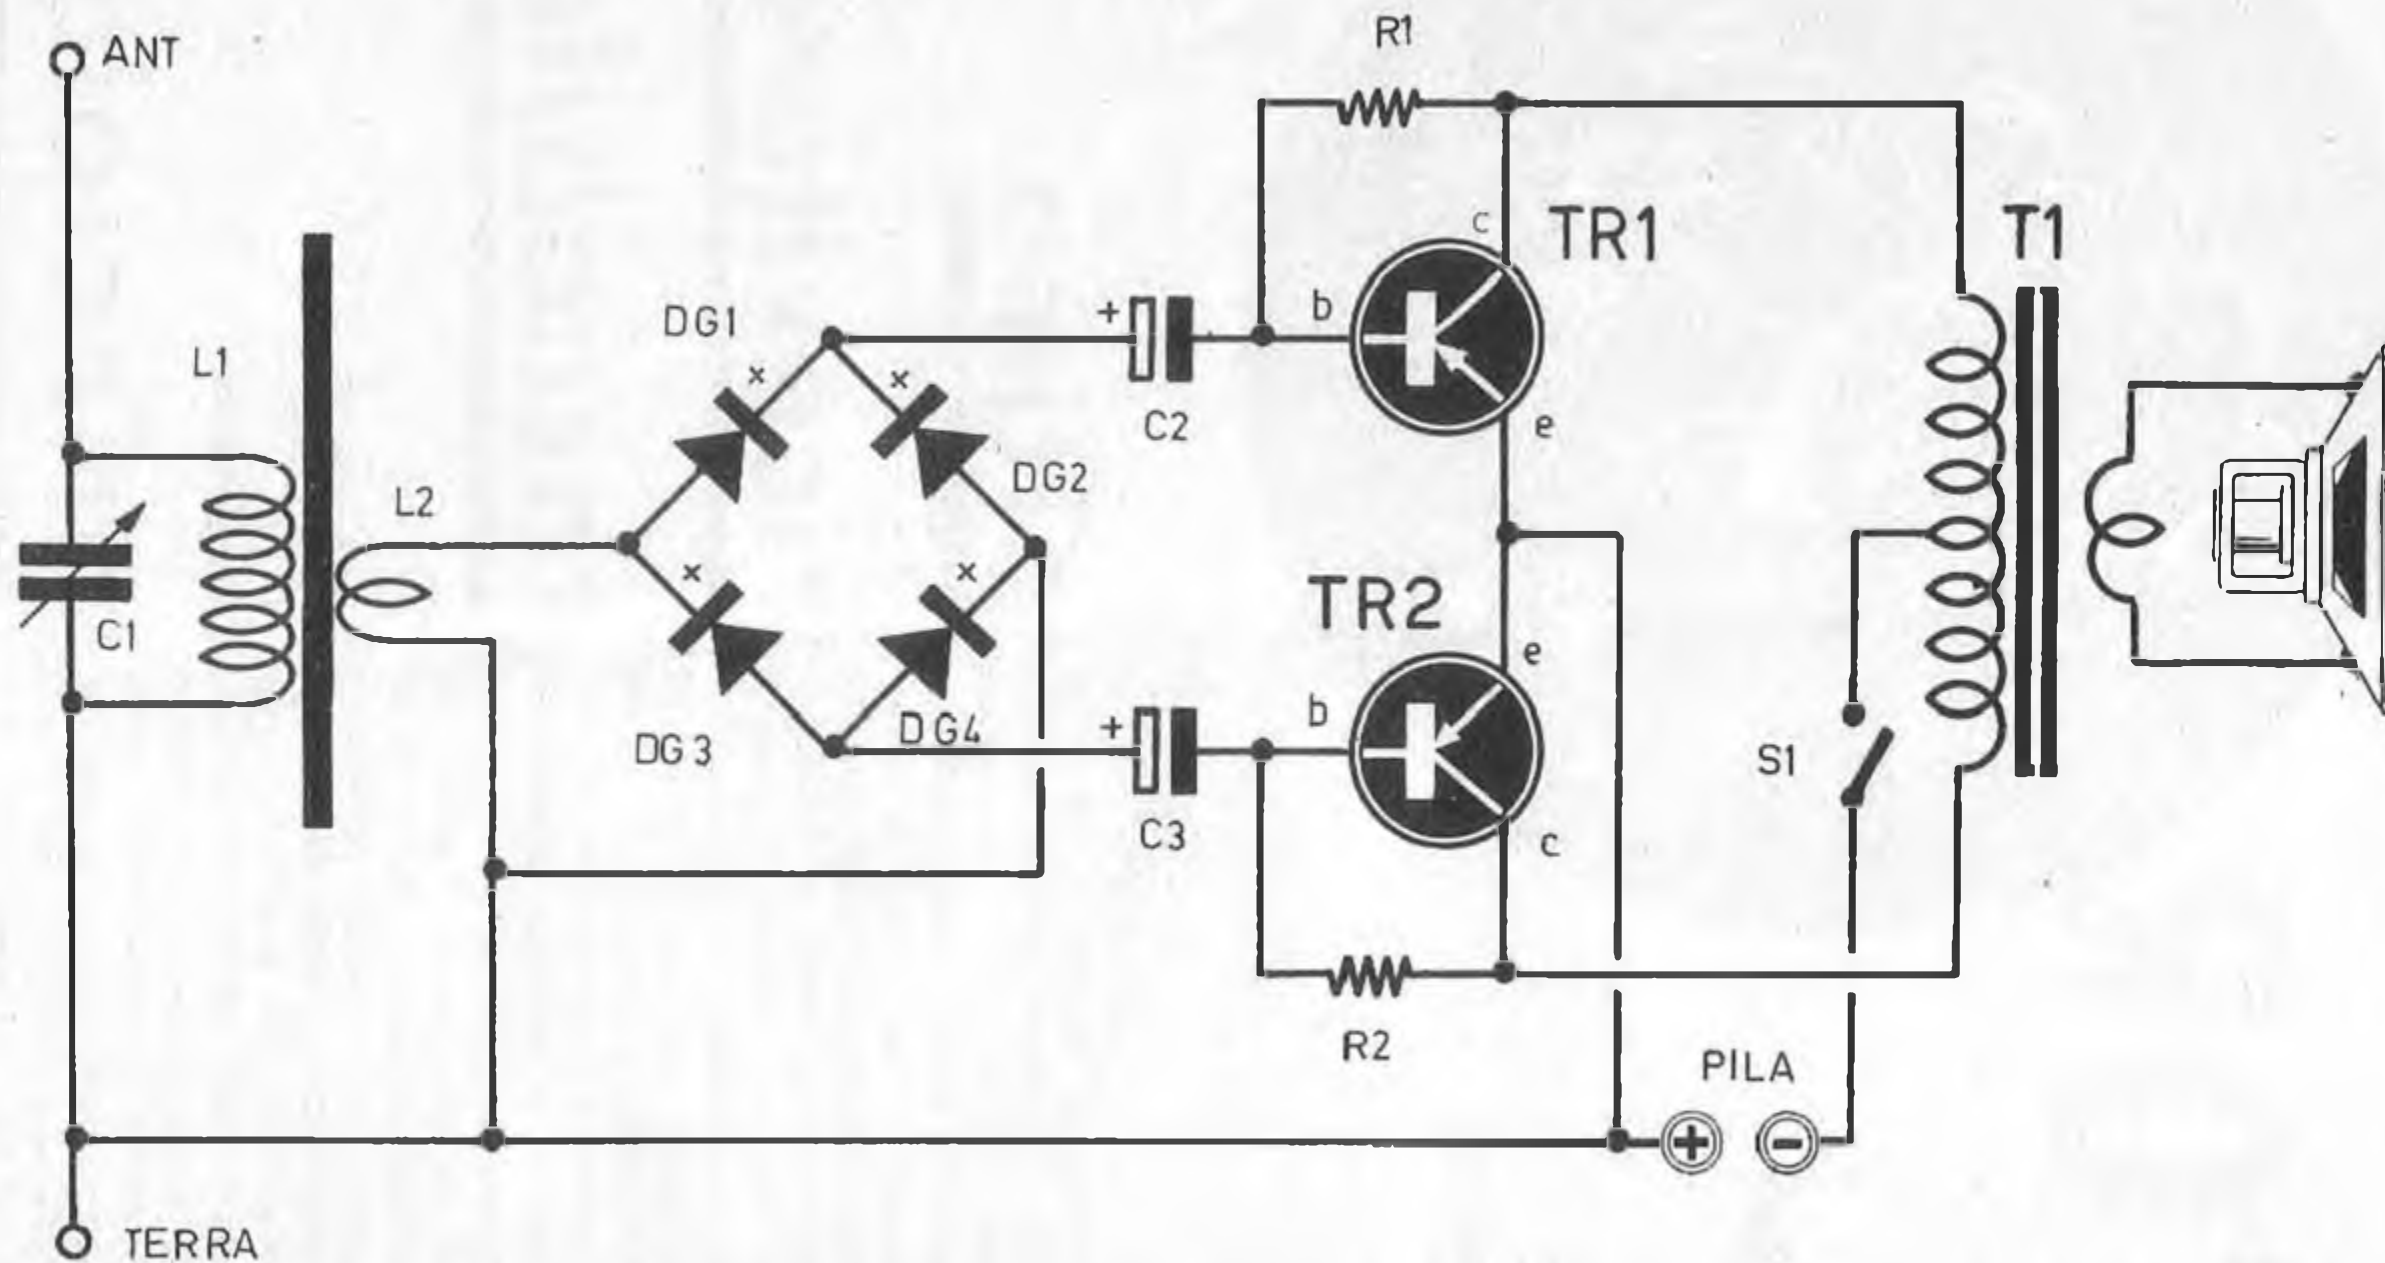 ANT
R1
TR1
T1
c
b
e
DG1
x
x
+
C2
L1
DG2
L2
C1
x
x
TR2
e
b
c
DG3
DG4
+
C3
S1
R2
PILA
+ -
TERRA